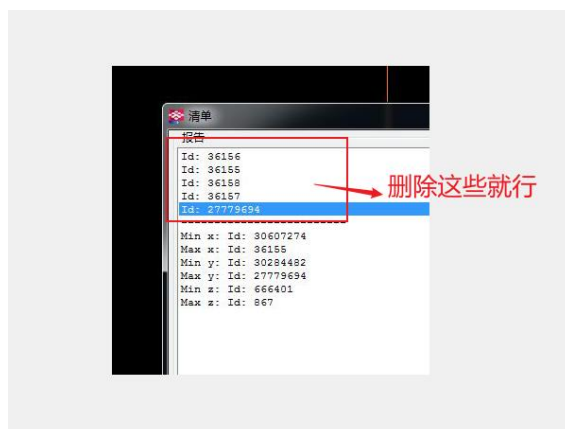 清单
报告
Id: 36156
Id: 36155
Id: 36158
Id: 36157
Id: 27779694
----------------------------
Min x: Id: 30607274
Max x: Id: 36155
Min y: Id: 30284482
Max y: Id: 27779694
Min z: Id: 666401
Max z: Id: 867
删除这些就行